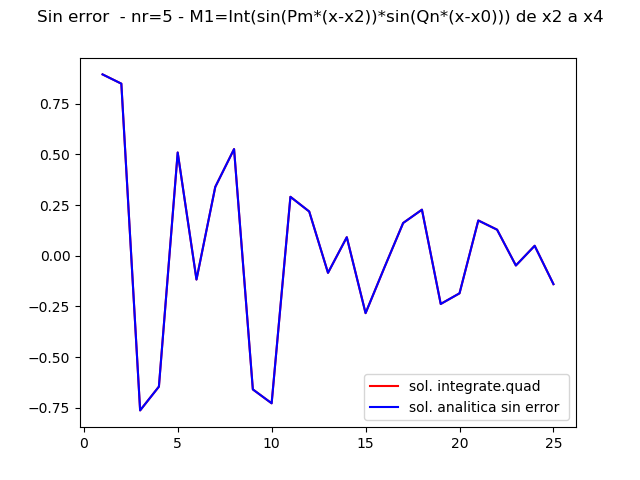 Sin error  - nr=5 - M1=Int(sin(Pm*(x-x2))*sin(Qn*(x-x0))) de x2 a x4
0.75
0.50
0.25
0.00
−0.25
−0.50
−0.75
sol. integrate.quad
sol. analitica sin error
0 5 10 15 20 25